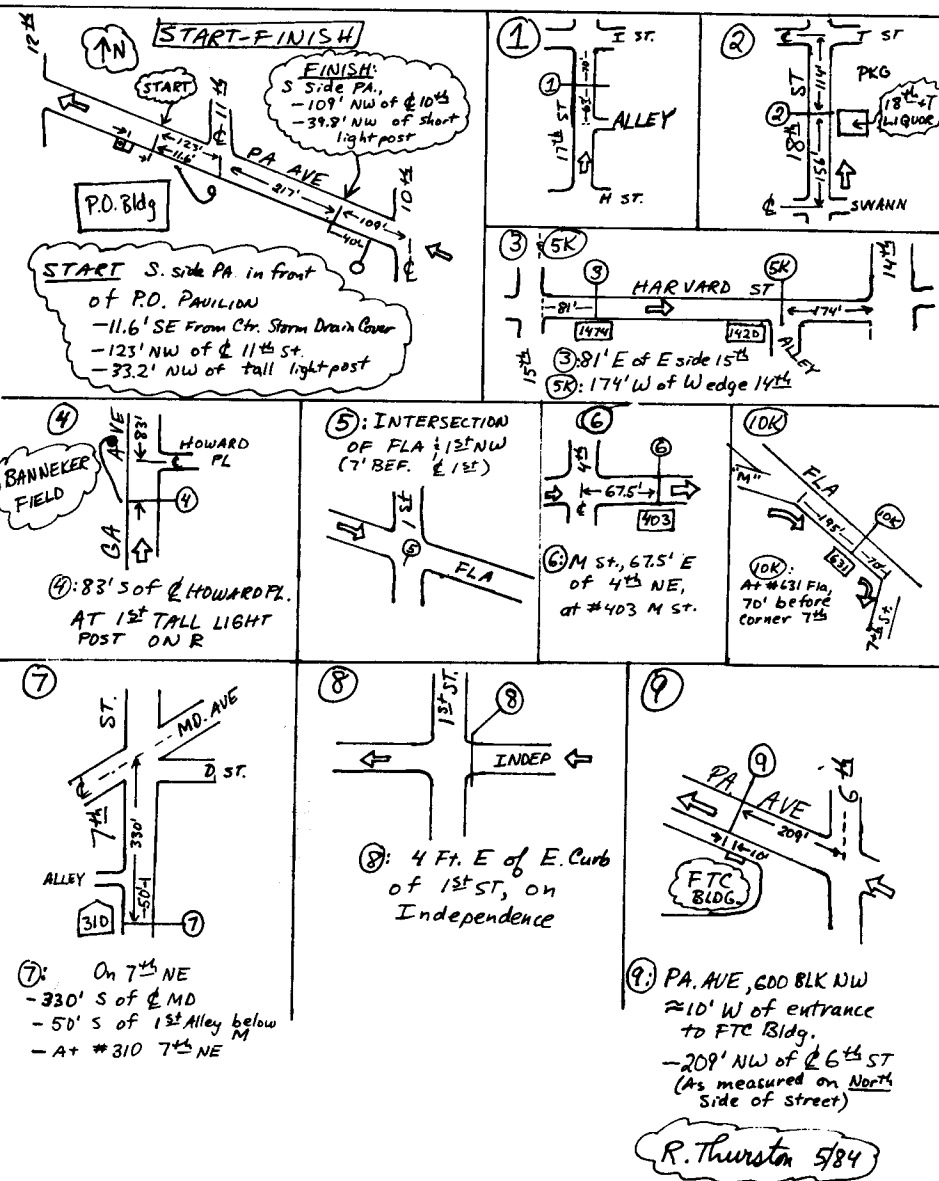 START-FINISH
12th
↑N
START
FINISH:
S Side PA.,
-109' NW of ℄ 10th
-39.8' NW of short
light post
11th
℄
123'
11.6'
PA AVE
217'
109'
40'
10th
℄
P.O. Bldg
START S. side PA. in front
of P.O. PAVILION
-11.6' SE From Ctr. Storm Drain Cover
-123' NW of ℄ 11th St.
-33.2' NW of tall light post
1
I ST.
70'
1
17th ST
ALLEY
M ST.
2
℄
T ST
PKG
114'
18th+T
LIQUOR
2
18th ST
156'
℄
SWANN
3
5K
3
5K
14th
HARVARD ST
81'
174'
1474
1420
15th
ALLEY
3: 81' E of E side 15th
5K: 174' W of W edge 14th
4
AVE
83'
HOWARD
PL
℄
BANNEKER
FIELD
4
GA
4: 83' S of ℄ HOWARD PL.
AT 1st TALL LIGHT
POST ON R
5: INTERSECTION
OF FLA & 1st NW
(7' BEF. ℄ 1st)
1st
5
FLA
6
4th
6
67.5'
℄
403
6: M St., 67.5' E
of 4th NE,
at #403 M St.
10K
"M"
FLA
10K
195'
70'
631
10K:
At #631 Fla,
70' before
corner 7th
7th St.
7
ST.
MD. AVE
℄
D ST.
7th
330'
ALLEY
50'
310
7
7: On 7th NE
-330' S of ℄ MD
-50' S of 1st Alley below
M
-At #310 7th NE
8
1st ST.
8
INDEP
8: 4 Ft. E of E. Curb
of 1st ST, on
Independence
9
9
6th
PA. AVE
209'
10'
FTC
BLDG.
9: PA. AVE, 600 BLK NW
≈10' W of entrance
to FTC Bldg.
-209' NW of ℄ 6th ST
(As measured on North
Side of street)
R. Thurston 5/84